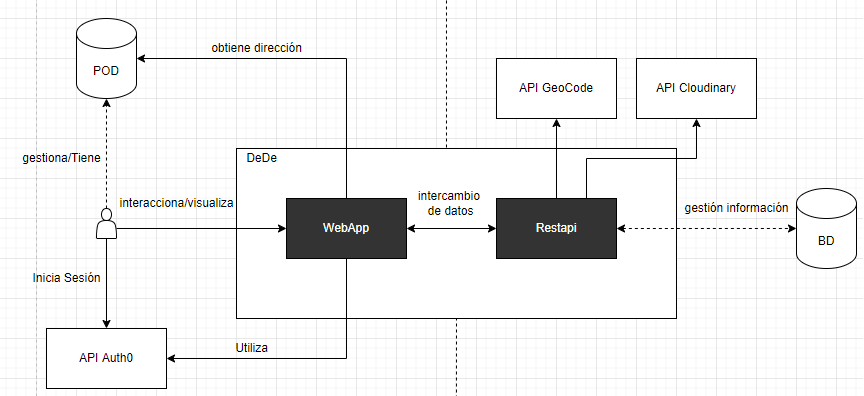 obtiene dirección
POD
API GeoCode
API Cloudinary
gestiona/Tiene
DeDe
interacciona/visualiza
intercambio
de datos
gestión información
WebApp
Restapi
BD
Inicia Sesión
Utiliza
API Auth0